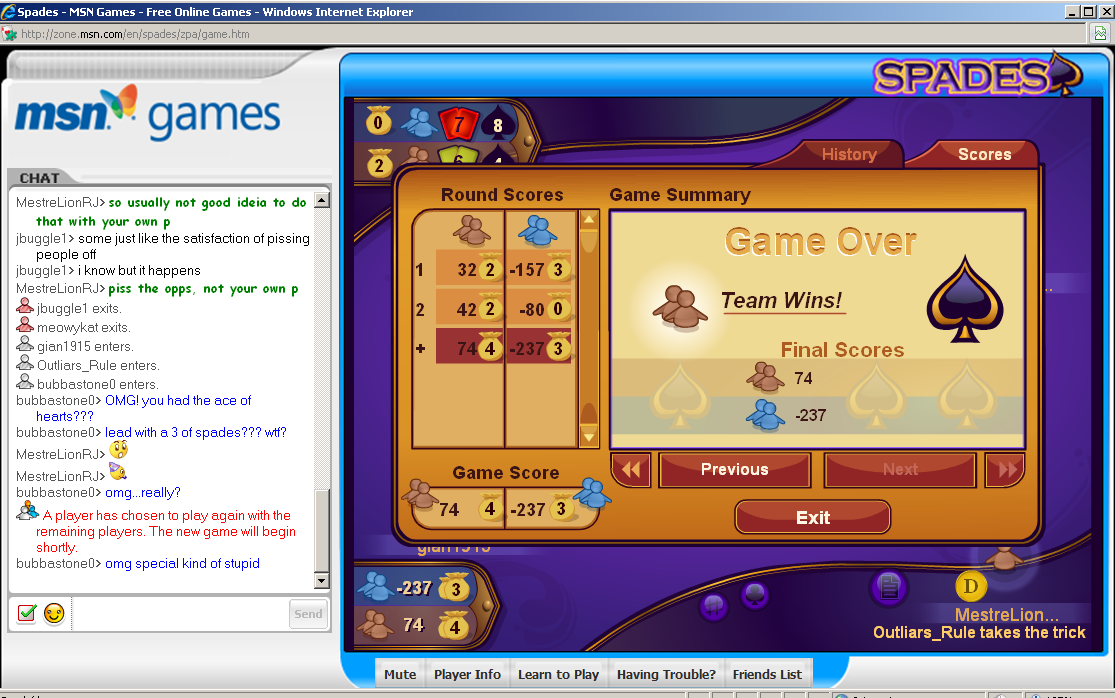 Spades - MSN Games - Free Online Games - Windows Internet Explorer
http://zone.msn.com/en/spades/zpa/game.htm
msn games
SPADES
CHAT
MestreLionRJ> so usually not good ideia to do
that with your own p
jbuggle1> some just like the satisfaction of pissing
people off
jbuggle1> i know but it happens
MestreLionRJ> piss the opps, not your own p
jbuggle1 exits.
meowykat exits.
gian1915 enters.
Outliars_Rule enters.
bubbastone0 enters.
bubbastone0> OMG! you had the ace of
hearts???
bubbastone0> lead with a 3 of spades??? wtf?
MestreLionRJ>
MestreLionRJ>
bubbastone0> omg...really?
A player has chosen to play again with the
remaining players. The new game will begin
shortly.
bubbastone0> omg special kind of stupid
Send
0 7 8
2 6 4
History Scores
Round Scores
1 32 2 -157 3
2 42 2 -80 0
+ 74 4 -237 3
Game Score
74 4 -237 3
Game Summary
Game Over
Team Wins!
Final Scores
74
-237
Previous Next
Exit
gian1915
-237 3
74 4
D
MestreLion...
Outliars_Rule takes the trick
Mute Player Info Learn to Play Having Trouble? Friends List